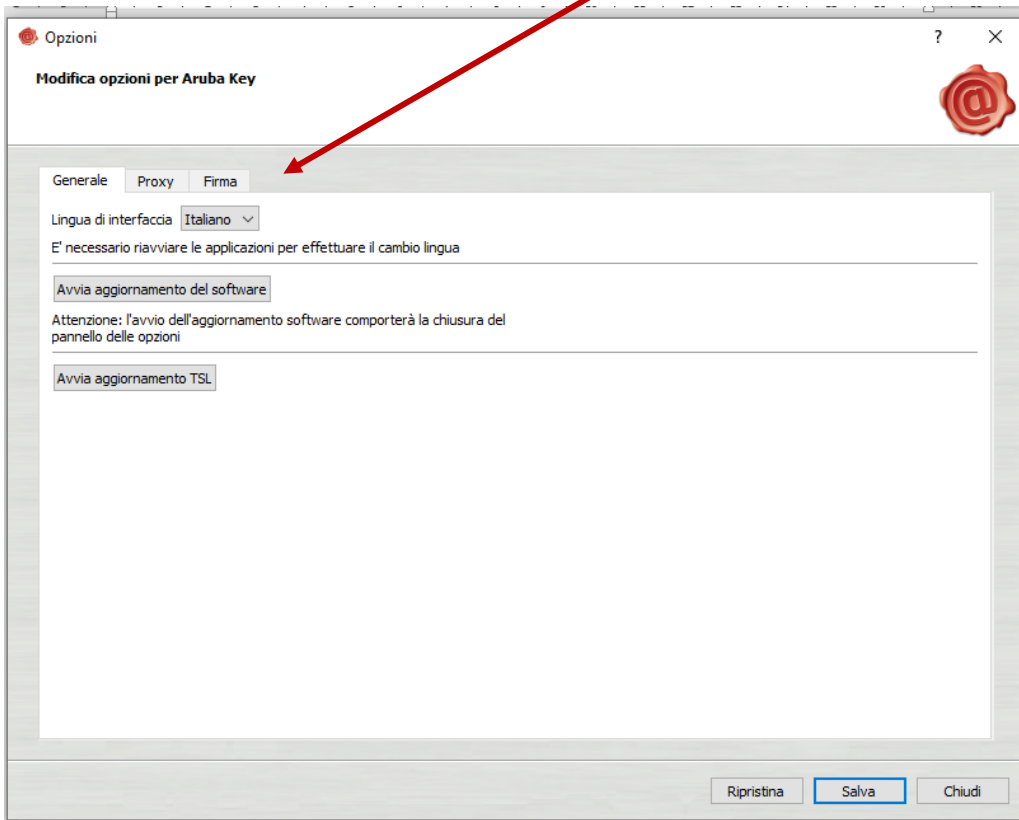 Opzioni
?
Modifica opzioni per Aruba Key
@
Generale Proxy Firma
Lingua di interfaccia Italiano
E' necessario riavviare le applicazioni per effettuare il cambio lingua
Avvia aggiornamento del software
Attenzione: l'avvio dell'aggiornamento software comporterà la chiusura del
pannello delle opzioni
Avvia aggiornamento TSL
Ripristina Salva Chiudi